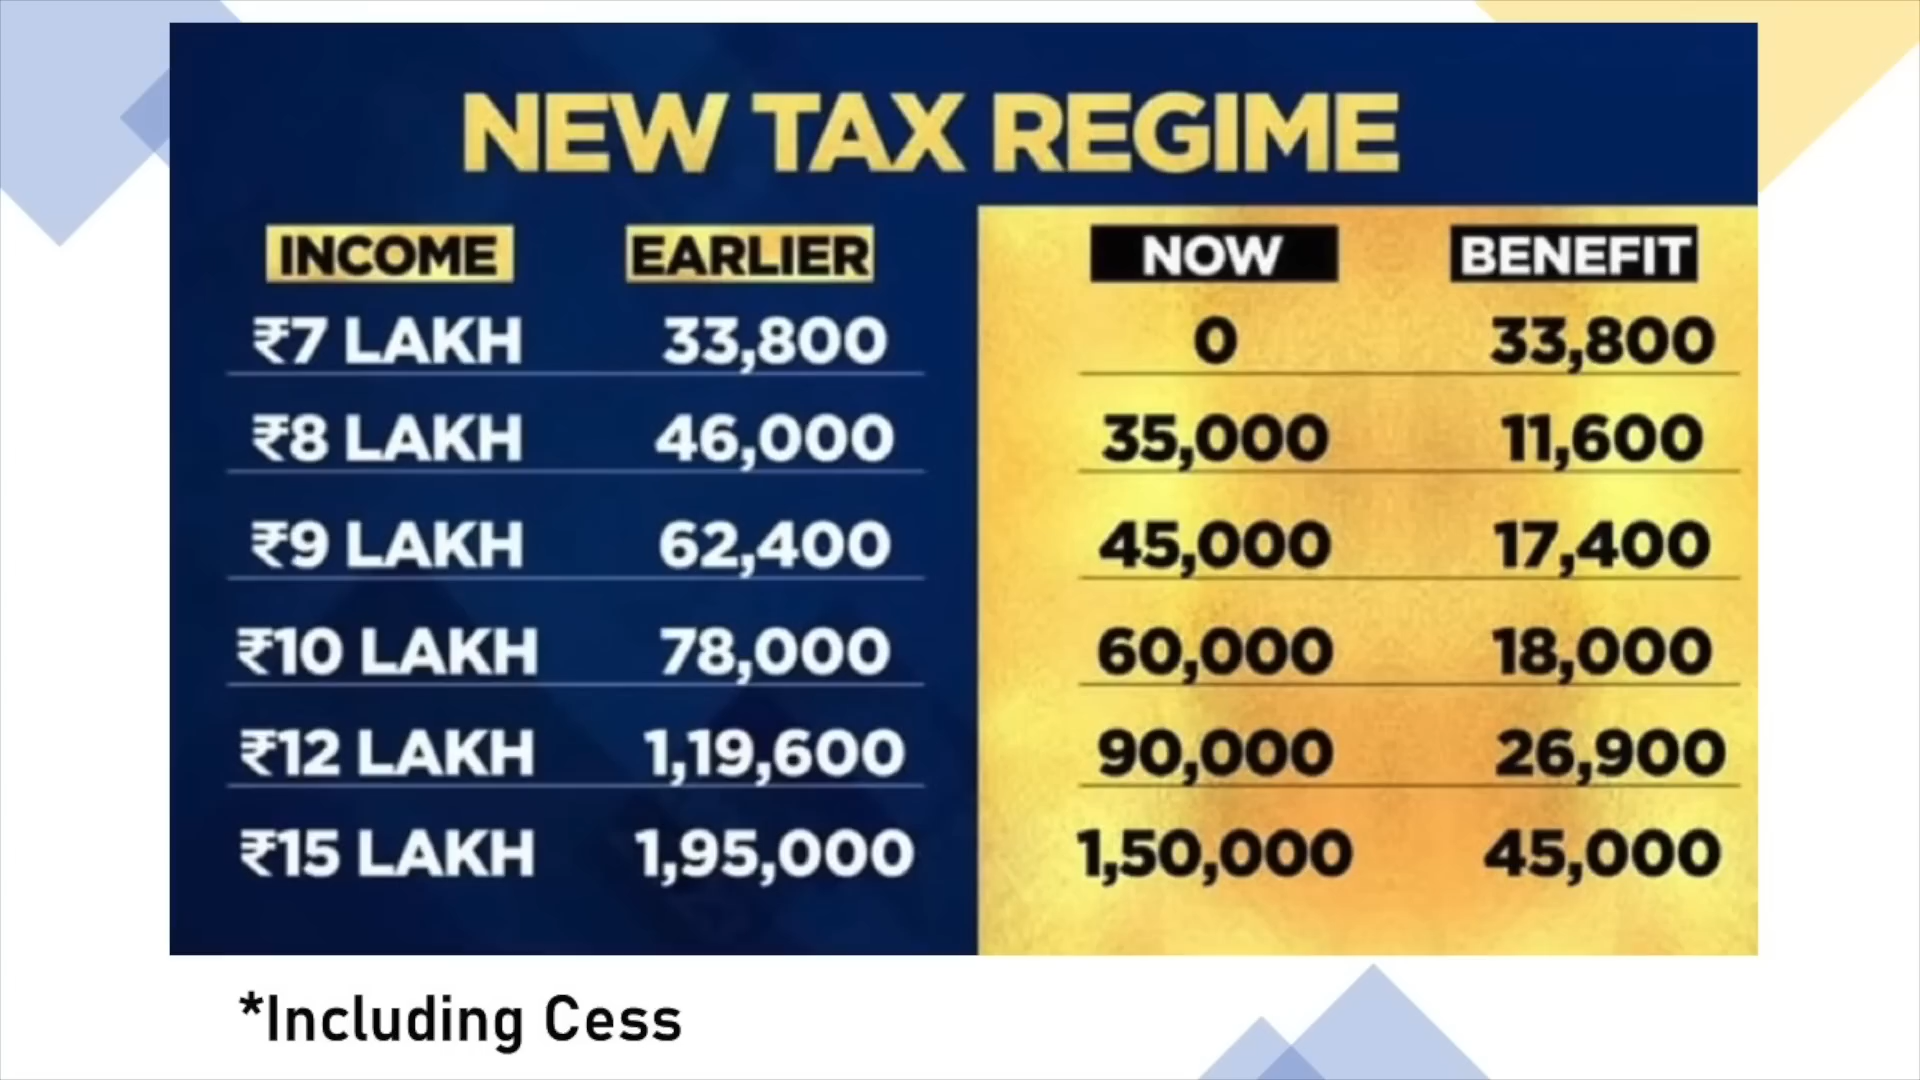 NEW TAX REGIME
INCOME EARLIER NOW BENEFIT
₹7 LAKH 33,800 0 33,800
₹8 LAKH 46,000 35,000 11,600
₹9 LAKH 62,400 45,000 17,400
₹10 LAKH 78,000 60,000 18,000
₹12 LAKH 1,19,600 90,000 26,900
₹15 LAKH 1,95,000 1,50,000 45,000
*Including Cess